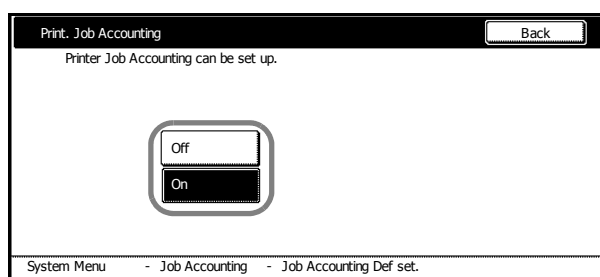 Print. Job Accounting Back
Printer Job Accounting can be set up.
Off
On
System Menu - Job Accounting - Job Accounting Def set.